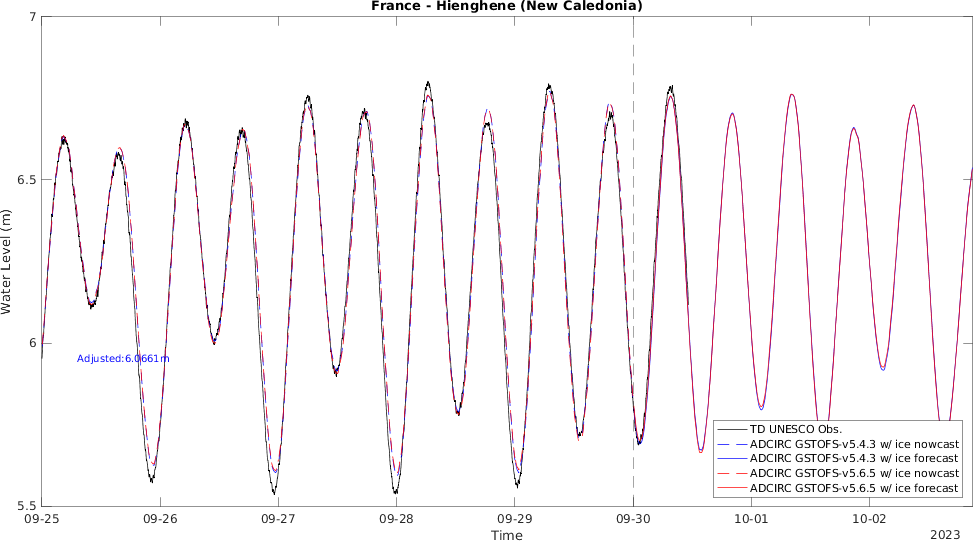 France - Hienghene (New Caledonia)
7
6.5
6
5.5
Water Level (m)
Adjusted:6.0661m
TD UNESCO Obs.
ADCIRC GSTOFS-v5.4.3 w/ ice nowcast
ADCIRC GSTOFS-v5.4.3 w/ ice forecast
ADCIRC GSTOFS-v5.6.5 w/ ice nowcast
ADCIRC GSTOFS-v5.6.5 w/ ice forecast
09-25 09-26 09-27 09-28 09-29 09-30 10-01 10-02
Time
2023